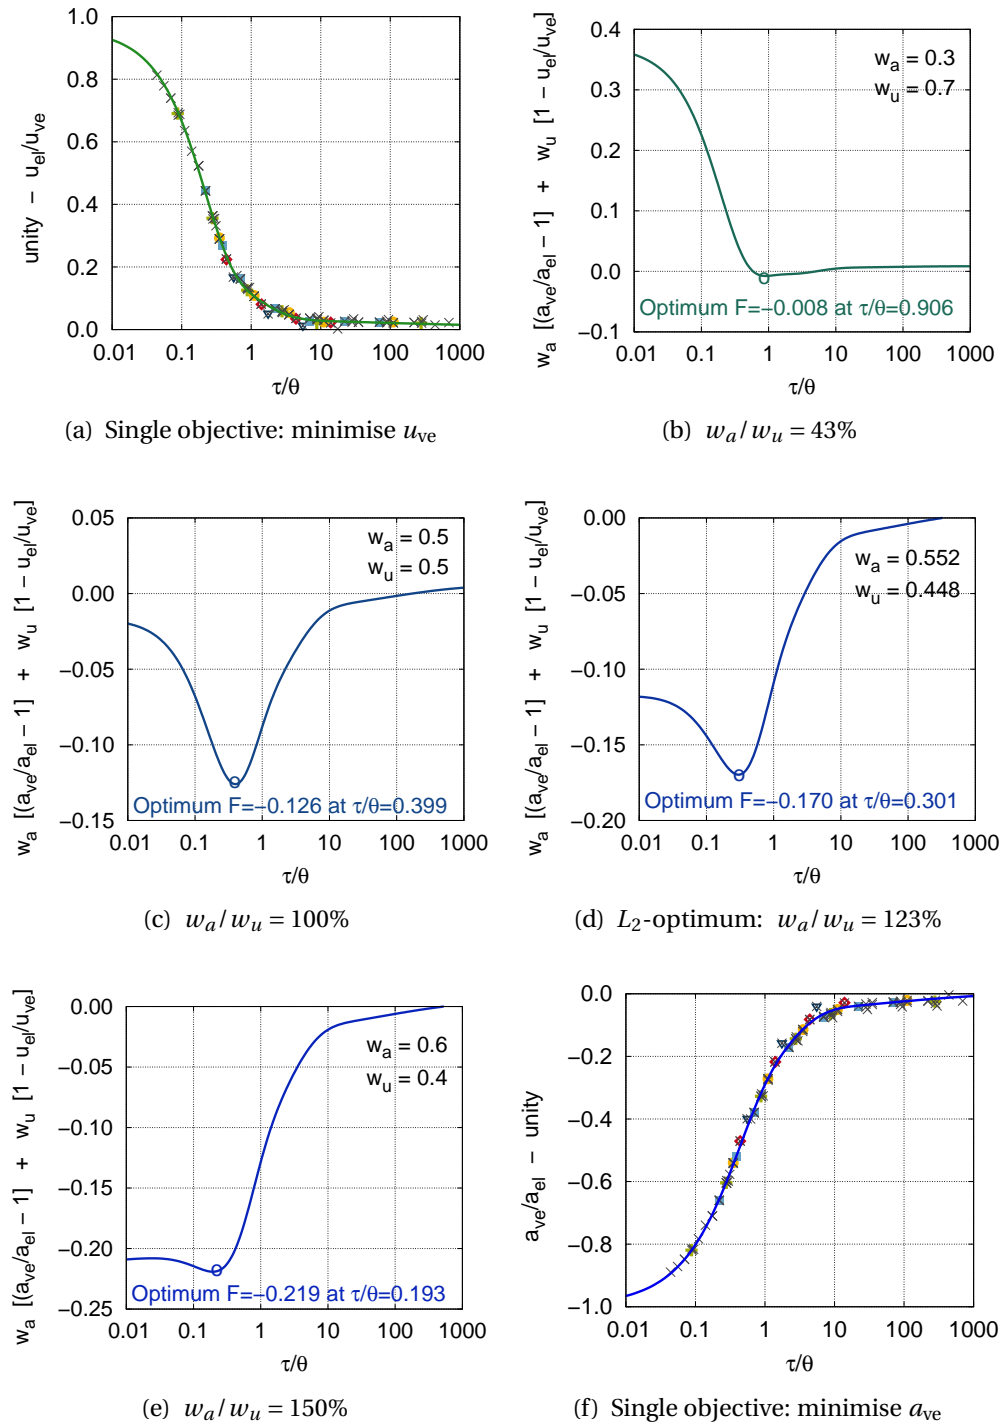 1.0
0.8
0.6
0.4
0.2
0.0
0.01 0.1 1 10 100 1000
unity − u_el/u_ve
τ/θ
(a) Single objective: minimise u_ve
0.4
0.3
0.2
0.1
0.0
−0.1
0.01 0.1 1 10 100 1000
w_a [(a_ve/a_el − 1] + w_u [1 − u_el/u_ve]
w_a = 0.3
w_u = 0.7
Optimum F=−0.008 at τ/θ=0.906
τ/θ
(b) w_a/w_u = 43%
0.05
0.00
−0.05
−0.10
−0.15
0.01 0.1 1 10 100 1000
w_a [(a_ve/a_el − 1] + w_u [1 − u_el/u_ve]
w_a = 0.5
w_u = 0.5
Optimum F=−0.126 at τ/θ=0.399
τ/θ
(c) w_a/w_u = 100%
0.00
−0.05
−0.10
−0.15
−0.20
0.01 0.1 1 10 100 1000
w_a [(a_ve/a_el − 1] + w_u [1 − u_el/u_ve]
w_a = 0.552
w_u = 0.448
Optimum F=−0.170 at τ/θ=0.301
τ/θ
(d) L_2-optimum: w_a/w_u = 123%
0.00
−0.05
−0.10
−0.15
−0.20
−0.25
0.01 0.1 1 10 100 1000
w_a [(a_ve/a_el − 1] + w_u [1 − u_el/u_ve]
w_a = 0.6
w_u = 0.4
Optimum F=−0.219 at τ/θ=0.193
τ/θ
(e) w_a/w_u = 150%
0.0
−0.2
−0.4
−0.6
−0.8
−1.0
0.01 0.1 1 10 100 1000
a_ve/a_el − unity
τ/θ
(f) Single objective: minimise a_ve